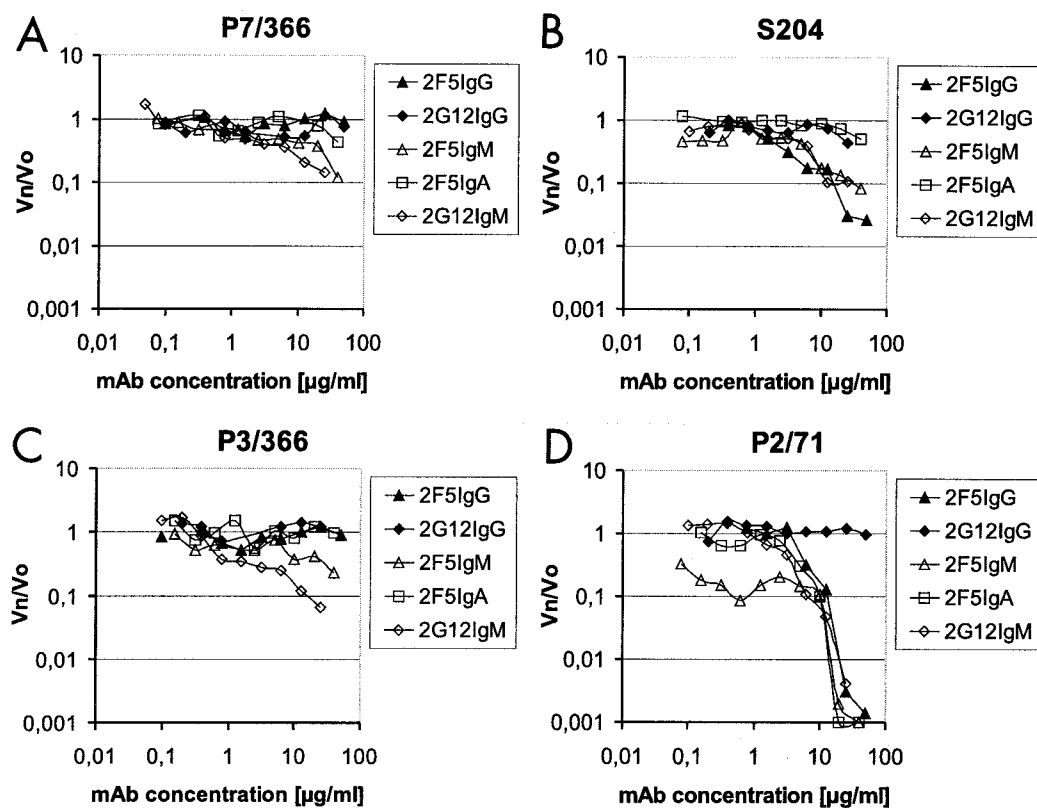 A
P7/366
10
1
0,1
0,01
0,001
Vn/Vo
0,01 0,1 1 10 100
mAb concentration [µg/ml]
2F5IgG
2G12IgG
2F5IgM
2F5IgA
2G12IgM
B
S204
10
1
0,1
0,01
0,001
Vn/Vo
0,01 0,1 1 10 100
mAb concentration [µg/ml]
2F5IgG
2G12IgG
2F5IgM
2F5IgA
2G12IgM
C
P3/366
10
1
0,1
0,01
0,001
Vn/Vo
0,01 0,1 1 10 100
mAb concentration [µg/ml]
2F5IgG
2G12IgG
2F5IgM
2F5IgA
2G12IgM
D
P2/71
10
1
0,1
0,01
0,001
Vn/Vo
0,01 0,1 1 10 100
mAb concentration [µg/ml]
2F5IgG
2G12IgG
2F5IgM
2F5IgA
2G12IgM